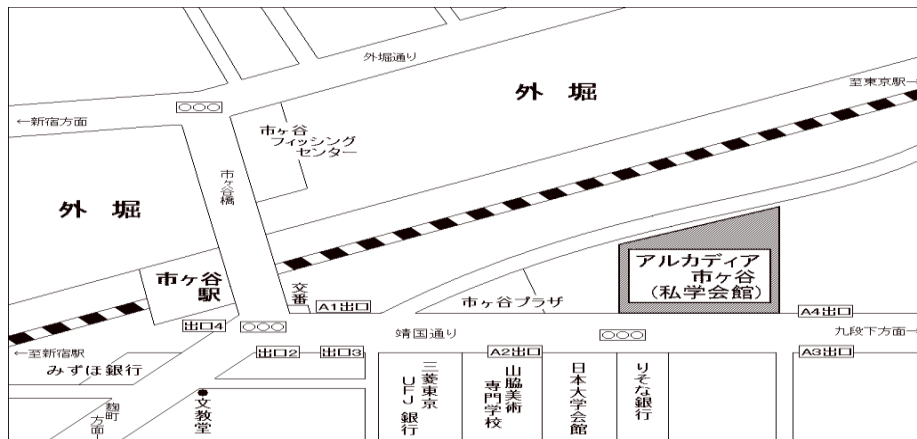 外堀通り
外 堀
至東京駅→
○○○
←新宿方面
市ヶ谷
フィッシング
センター
市ヶ谷橋
外 堀
アルカディア
市ヶ谷
(私学会館)
市ヶ谷
駅
交番
A1出口
市ヶ谷プラザ
A4出口
出口4
○○○
靖国通り
○○○
九段下方面→
←至新宿駅
出口2
出口3
A2出口
A3出口
みずほ銀行
麹町
方面
文教堂
三菱東京
UFJ銀行
山脇美術
専門学校
日本大学会館
りそな銀行